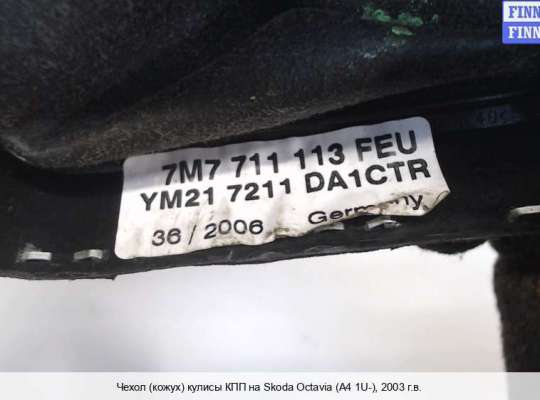 FINN
FINN
7M7 711 113 FEU
YM21 7211 DA1CTR
36 / 2006 Germany
Чехол (кожух) кулисы КПП на Skoda Octavia (A4 1U-), 2003 г.в.